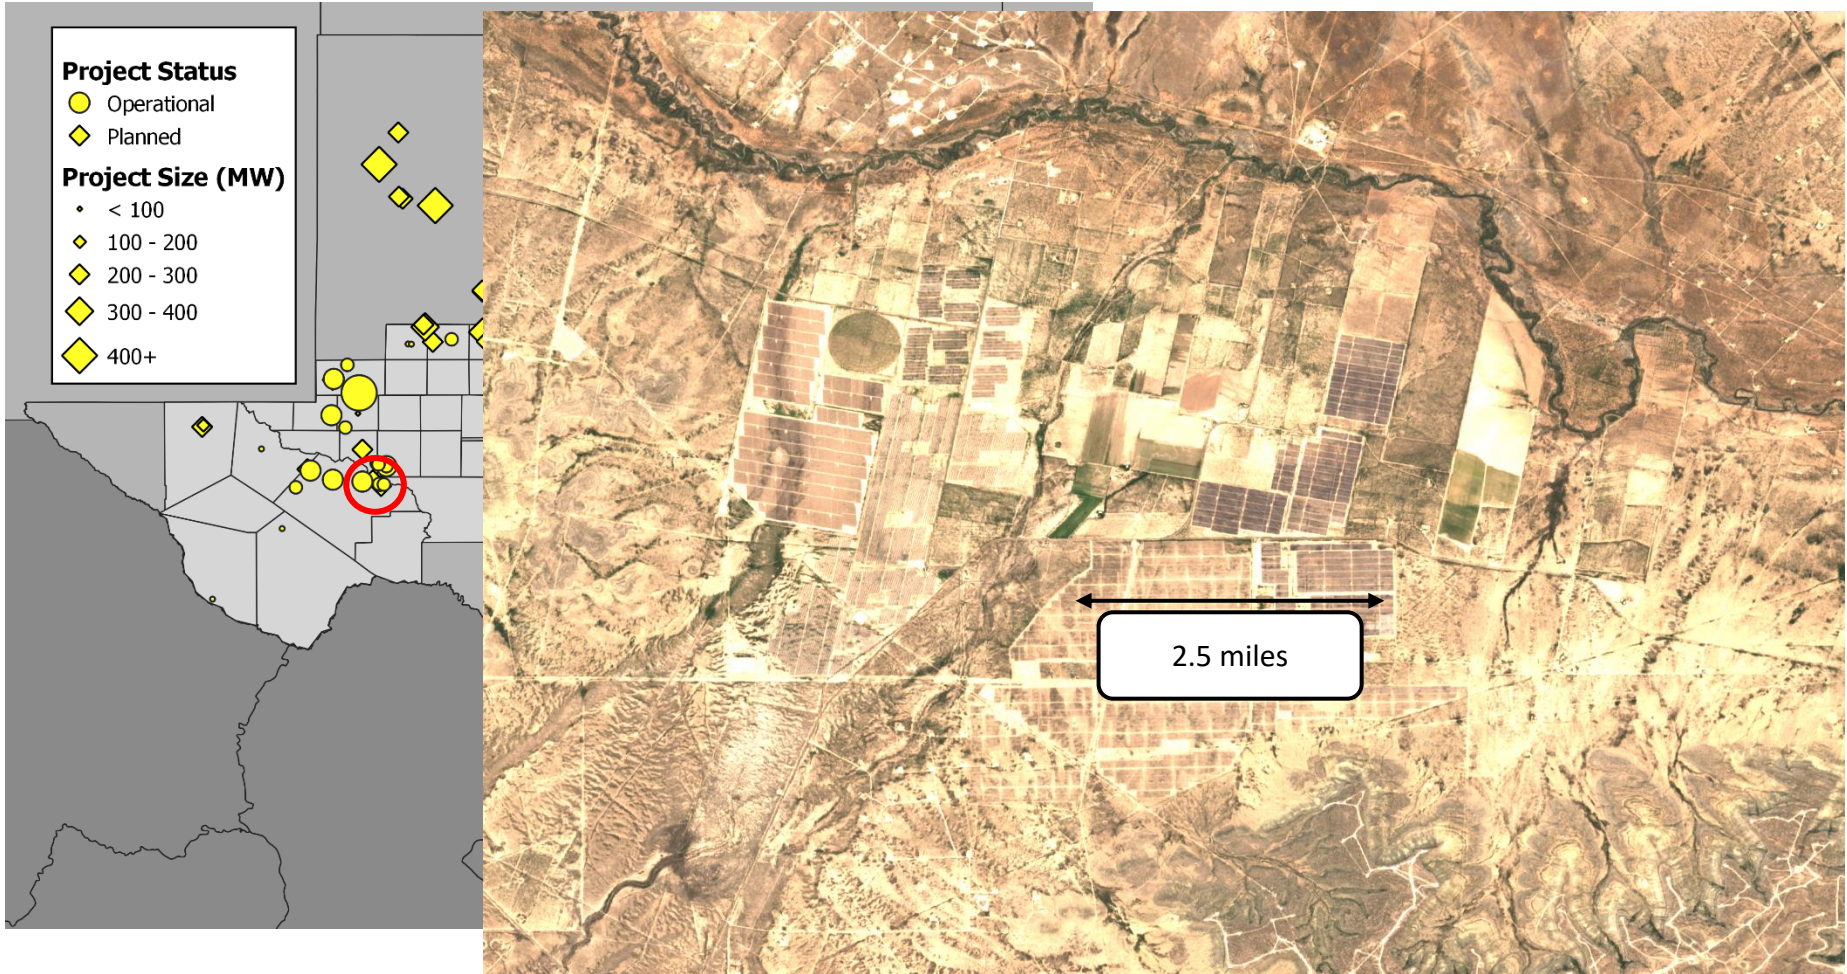 Project Status
Operational
Planned
Project Size (MW)
< 100
100 - 200
200 - 300
300 - 400
400+
2.5 miles